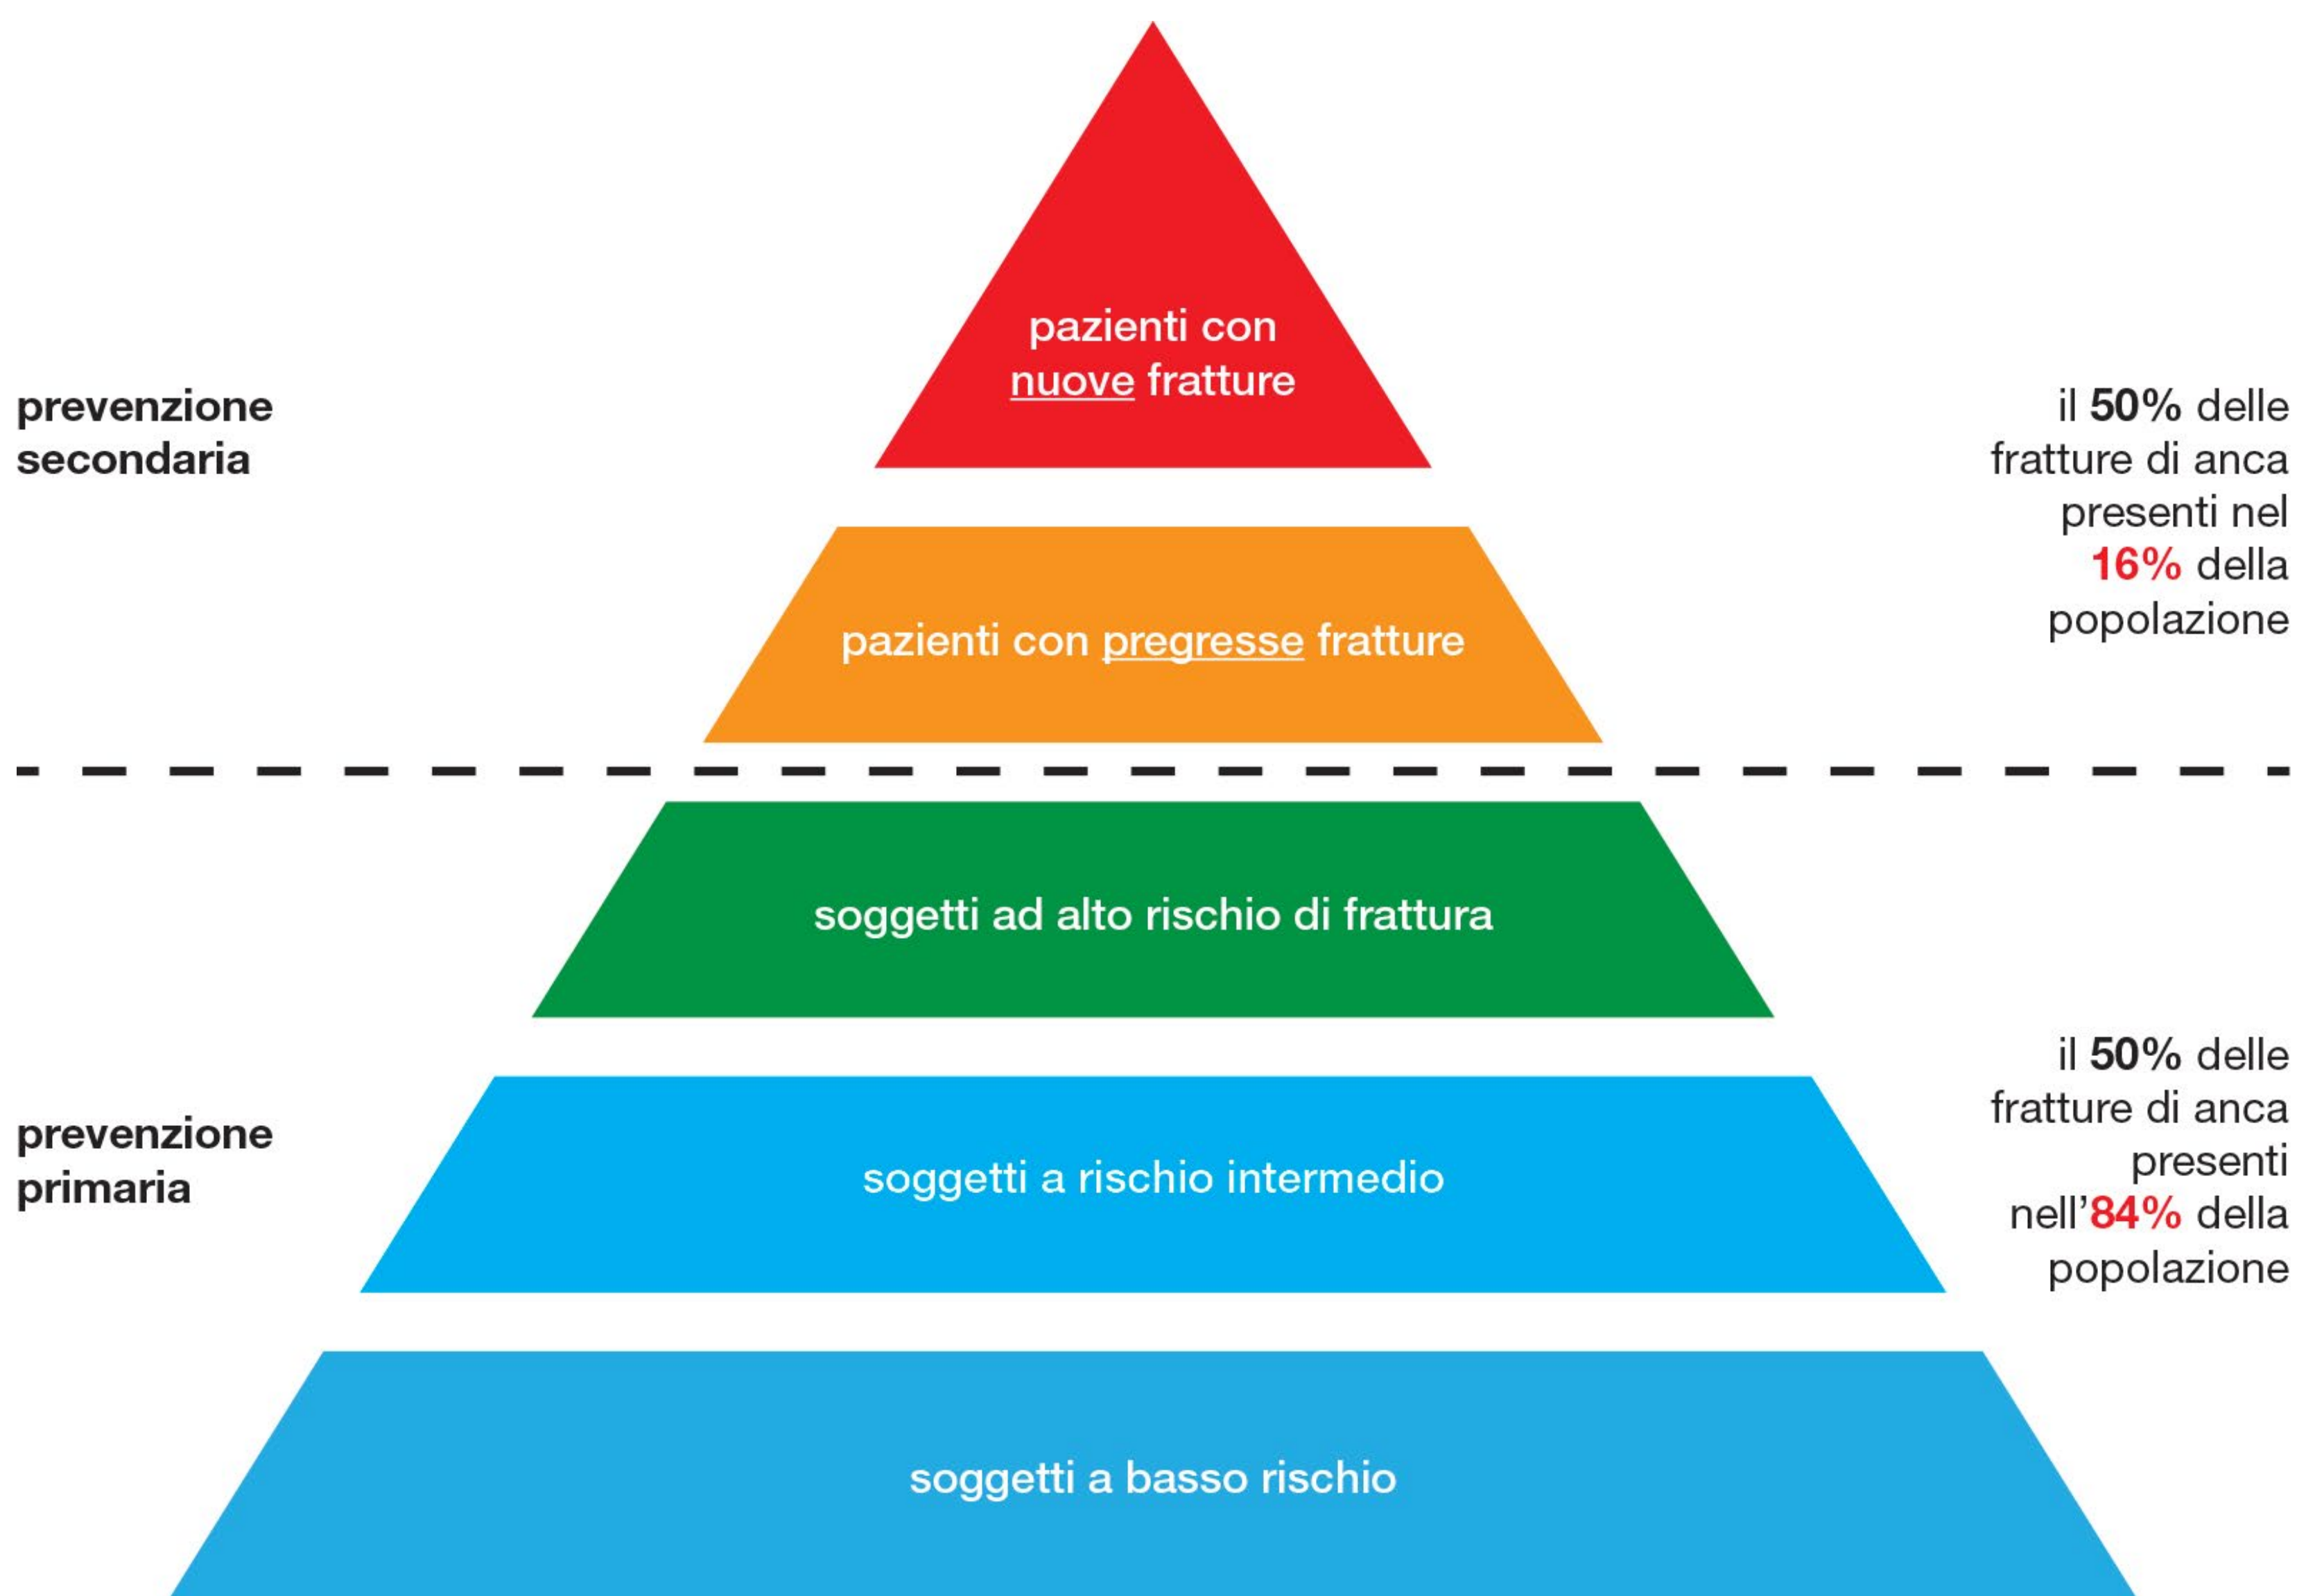 pazienti con
nuove fratture
prevenzione
secondaria
il 50% delle
fratture di anca
presenti nel
16% della
popolazione
pazienti con pregresse fratture
soggetti ad alto rischio di frattura
prevenzione
primaria
soggetti a rischio intermedio
il 50% delle
fratture di anca
presenti
nell’84% della
popolazione
soggetti a basso rischio